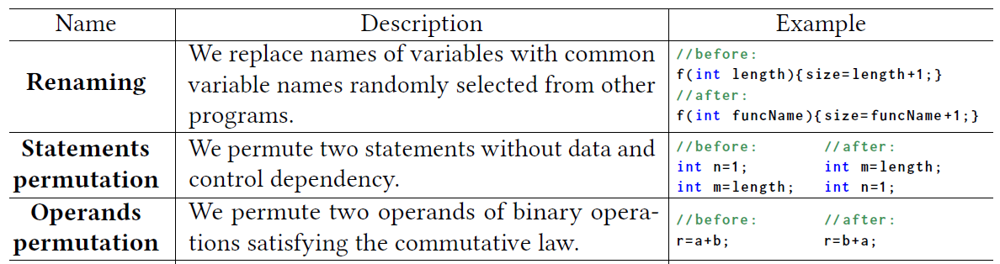 Name Description Example
Renaming
We replace names of variables with common
variable names randomly selected from other
programs.
//before:
f(int length){size=length+1;}
//after:
f(int funcName){size=funcName+1;}
Statements
permutation
We permute two statements without data and
control dependency.
//before: //after:
int n=1; int m=length;
int m=length; int n=1;
Operands
permutation
We permute two operands of binary opera-
tions satisfying the commutative law.
//before: //after:
r=a+b; r=b+a;